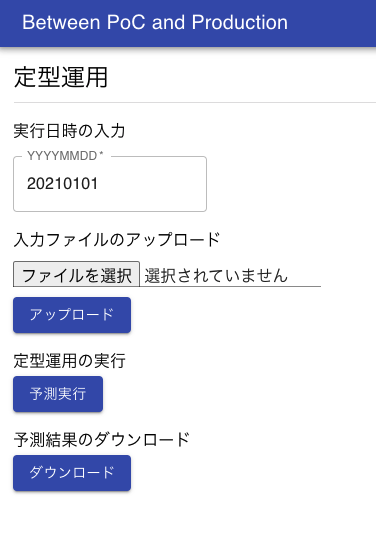 Between PoC and Production
定型運用
実行日時の入力
YYYYMMDD *
20210101
入力ファイルのアップロード
ファイルを選択 選択されていません
アップロード
定型運用の実行
予測実行
予測結果のダウンロード
ダウンロード